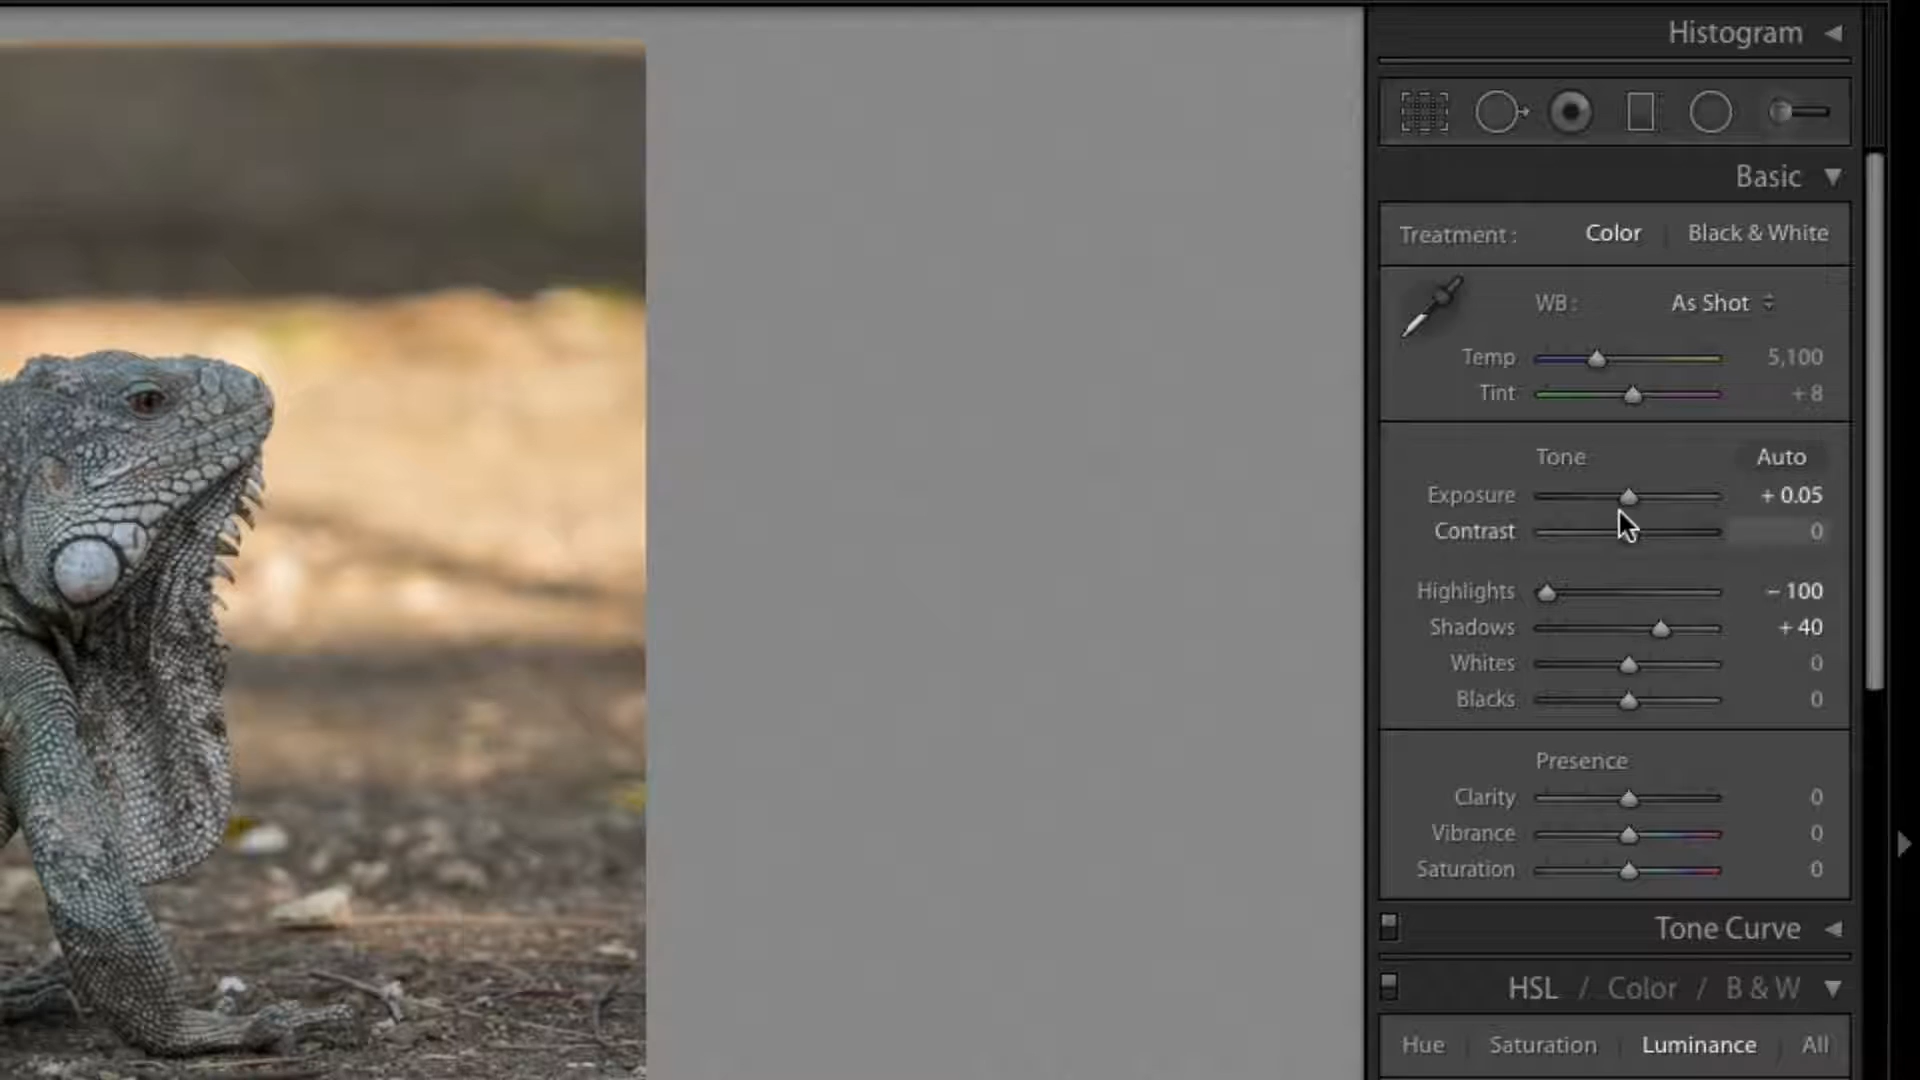 Histogram
Basic
Treatment : Color Black & White
WB : As Shot
Temp 5,100
Tint + 8
Tone Auto
Exposure + 0.05
Contrast 0
Highlights – 100
Shadows + 40
Whites 0
Blacks 0
Presence
Clarity 0
Vibrance 0
Saturation 0
Tone Curve
HSL / Color / B & W
Hue Saturation Luminance All